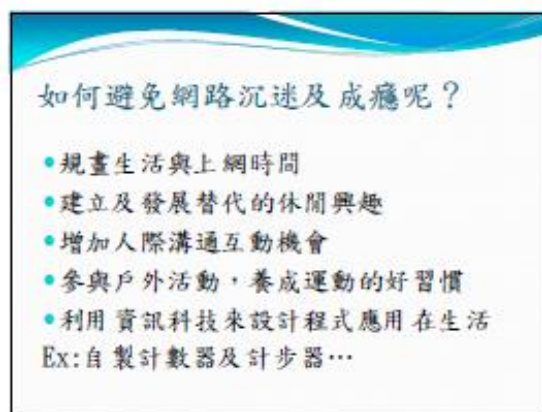 如何避免網路沉迷及成癮呢？
•規畫生活與上網時間
•建立及發展替代的休閒興趣
•增加人際溝通互動機會
•參與戶外活動，養成運動的好習慣
•利用資訊科技來設計程式應用在生活
Ex:自製計數器及計步器…